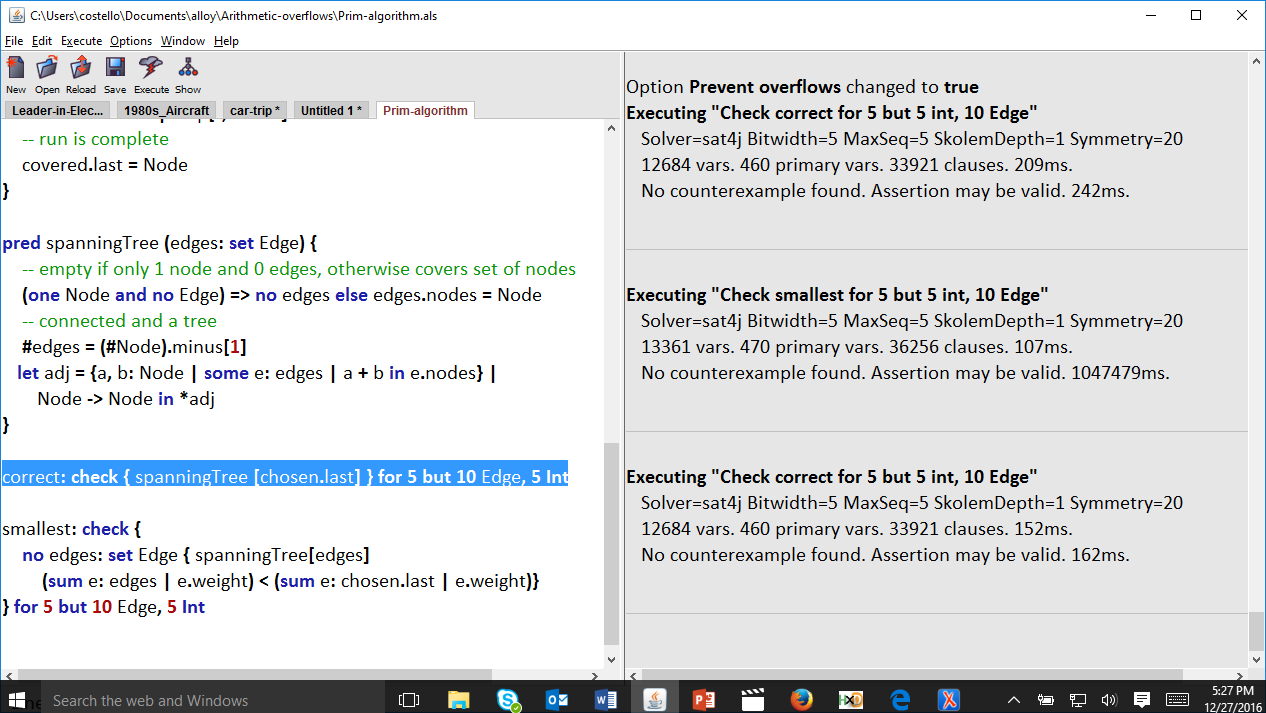 C:\Users\costello\Documents\alloy\Arithmetic-overflows\Prim-algorithm.als
File Edit Execute Options Window Help
New Open Reload Save Execute Show
Leader-in-Elec... 1980s_Aircraft car-trip * Untitled 1 * Prim-algorithm
-- run is complete
covered.last = Node
}
pred spanningTree (edges: set Edge) {
-- empty if only 1 node and 0 edges, otherwise covers set of nodes
(one Node and no Edge) => no edges else edges.nodes = Node
-- connected and a tree
#edges = (#Node).minus[1]
let adj = {a, b: Node | some e: edges | a + b in e.nodes} |
Node -> Node in *adj
}
correct: check { spanningTree [chosen.last] } for 5 but 10 Edge, 5 Int
smallest: check {
no edges: set Edge { spanningTree[edges]
(sum e: edges | e.weight) < (sum e: chosen.last | e.weight)}
} for 5 but 10 Edge, 5 Int
Option Prevent overflows changed to true
Executing "Check correct for 5 but 5 int, 10 Edge"
Solver=sat4j Bitwidth=5 MaxSeq=5 SkolemDepth=1 Symmetry=20
12684 vars. 460 primary vars. 33921 clauses. 209ms.
No counterexample found. Assertion may be valid. 242ms.
Executing "Check smallest for 5 but 5 int, 10 Edge"
Solver=sat4j Bitwidth=5 MaxSeq=5 SkolemDepth=1 Symmetry=20
13361 vars. 470 primary vars. 36256 clauses. 107ms.
No counterexample found. Assertion may be valid. 1047479ms.
Executing "Check correct for 5 but 5 int, 10 Edge"
Solver=sat4j Bitwidth=5 MaxSeq=5 SkolemDepth=1 Symmetry=20
12684 vars. 460 primary vars. 33921 clauses. 152ms.
No counterexample found. Assertion may be valid. 162ms.
Search the web and Windows
5:27 PM
12/27/2016